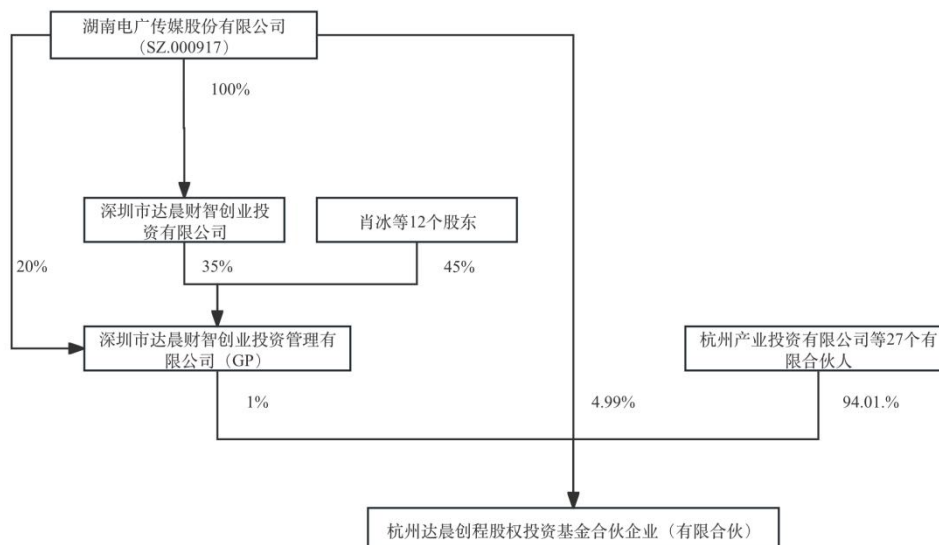 湖南电广传媒股份有限公司
（SZ.000917）
100%
深圳市达晨财智创业投
资有限公司
肖冰等12个股东
20%
35%
45%
深圳市达晨财智创业投资管理有
限公司（GP）
杭州产业投资有限公司等27个有
限合伙人
1%
4.99%
94.01.%
杭州达晨创程股权投资基金合伙企业（有限合伙）